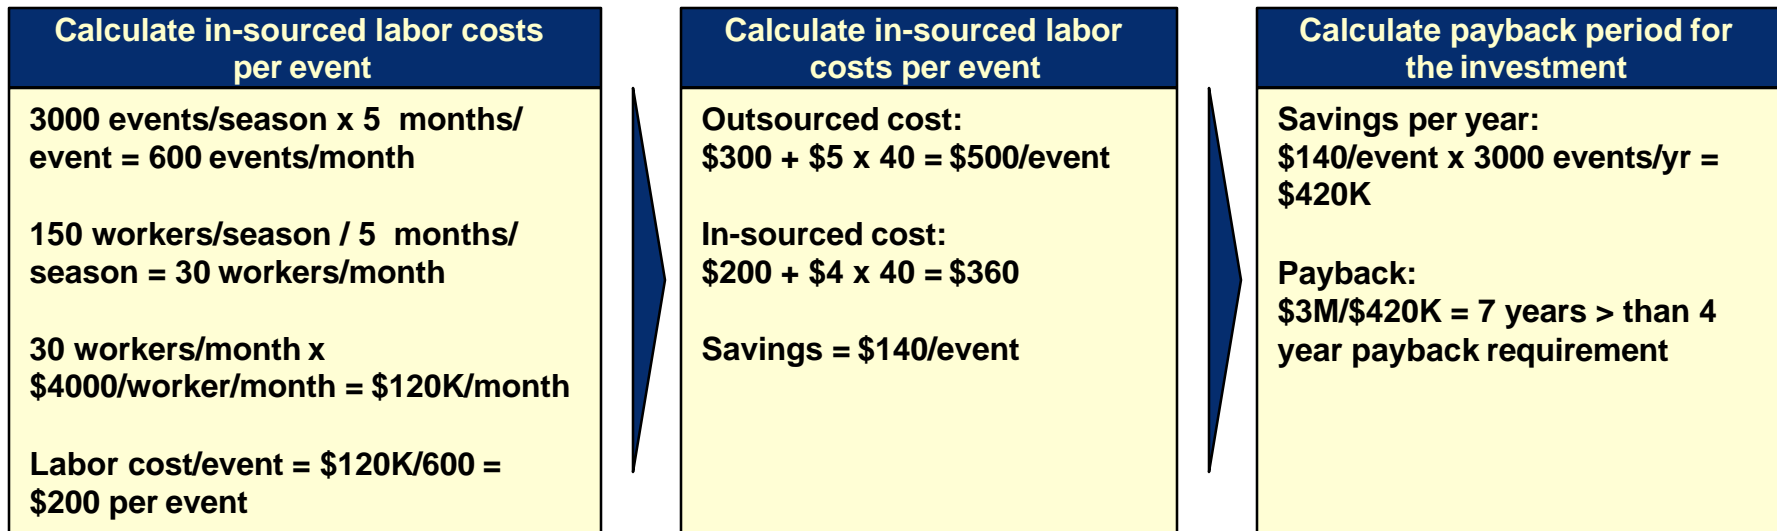 Calculate in-sourced labor costs
per event
3000 events/season x 5 months/
event = 600 events/month
150 workers/season / 5 months/
season = 30 workers/month
30 workers/month x
$4000/worker/month = $120K/month
Labor cost/event = $120K/600 =
$200 per event
Calculate in-sourced labor
costs per event
Outsourced cost:
$300 + $5 x 40 = $500/event
In-sourced cost:
$200 + $4 x 40 = $360
Savings = $140/event
Calculate payback period for
the investment
Savings per year:
$140/event x 3000 events/yr =
$420K
Payback:
$3M/$420K = 7 years > than 4
year payback requirement